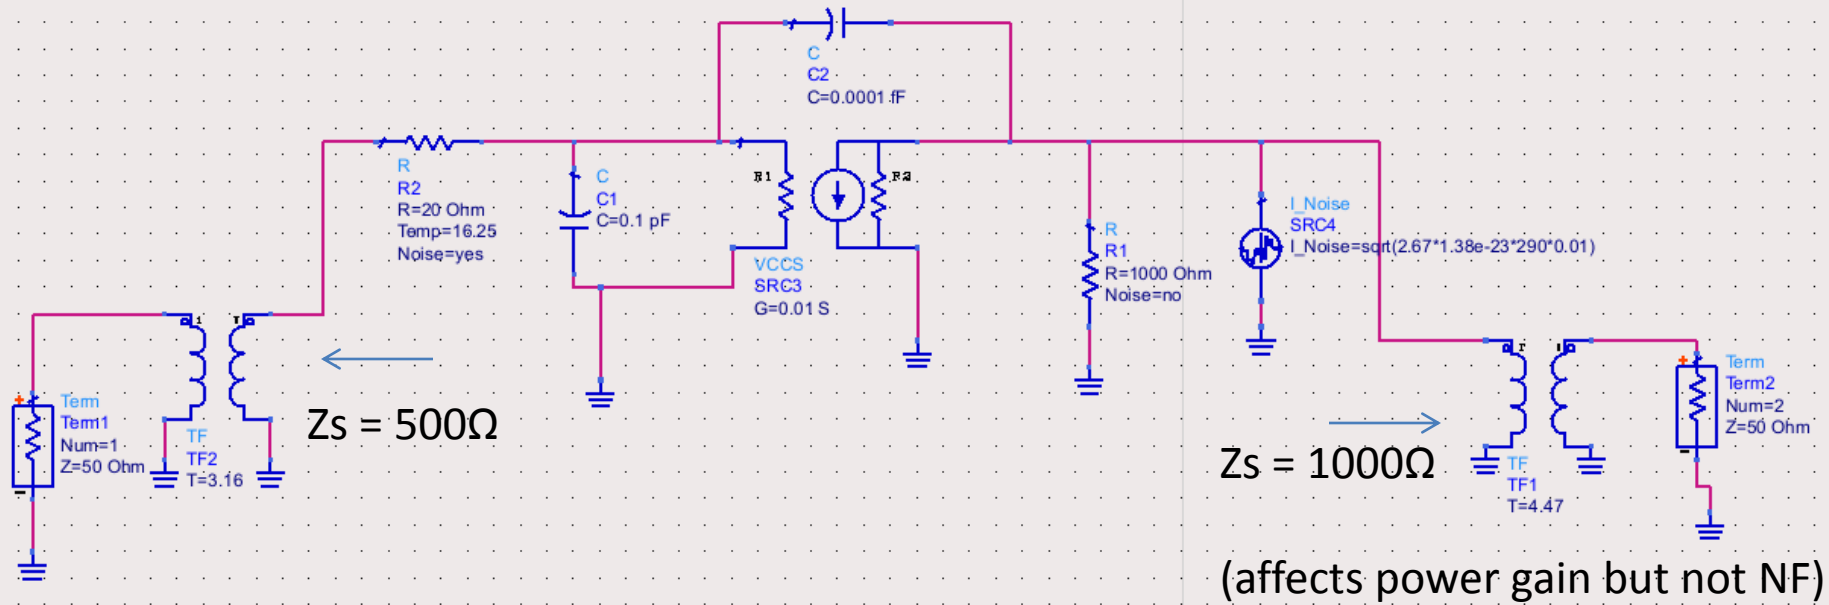 C
C2
C=0.0001 fF
R
R2
R=20 Ohm
Temp=16.25
Noise=yes
C
C1
C=0.1 pF
R1
R2
VCCS
SRC3
G=0.01 S
R
R1
R=1000 Ohm
Noise=no
I_Noise
SRC4
I_Noise=sqrt(2.67*1.38e-23*290*0.01)
+
Term
Term1
Num=1
Z=50 Ohm
-
1
T
TF
TF2
T=3.16
Zs = 500Ω
Zs = 1000Ω
T
1
TF
TF1
T=4.47
+
Term
Term2
Num=2
Z=50 Ohm
-
(affects power gain but not NF)